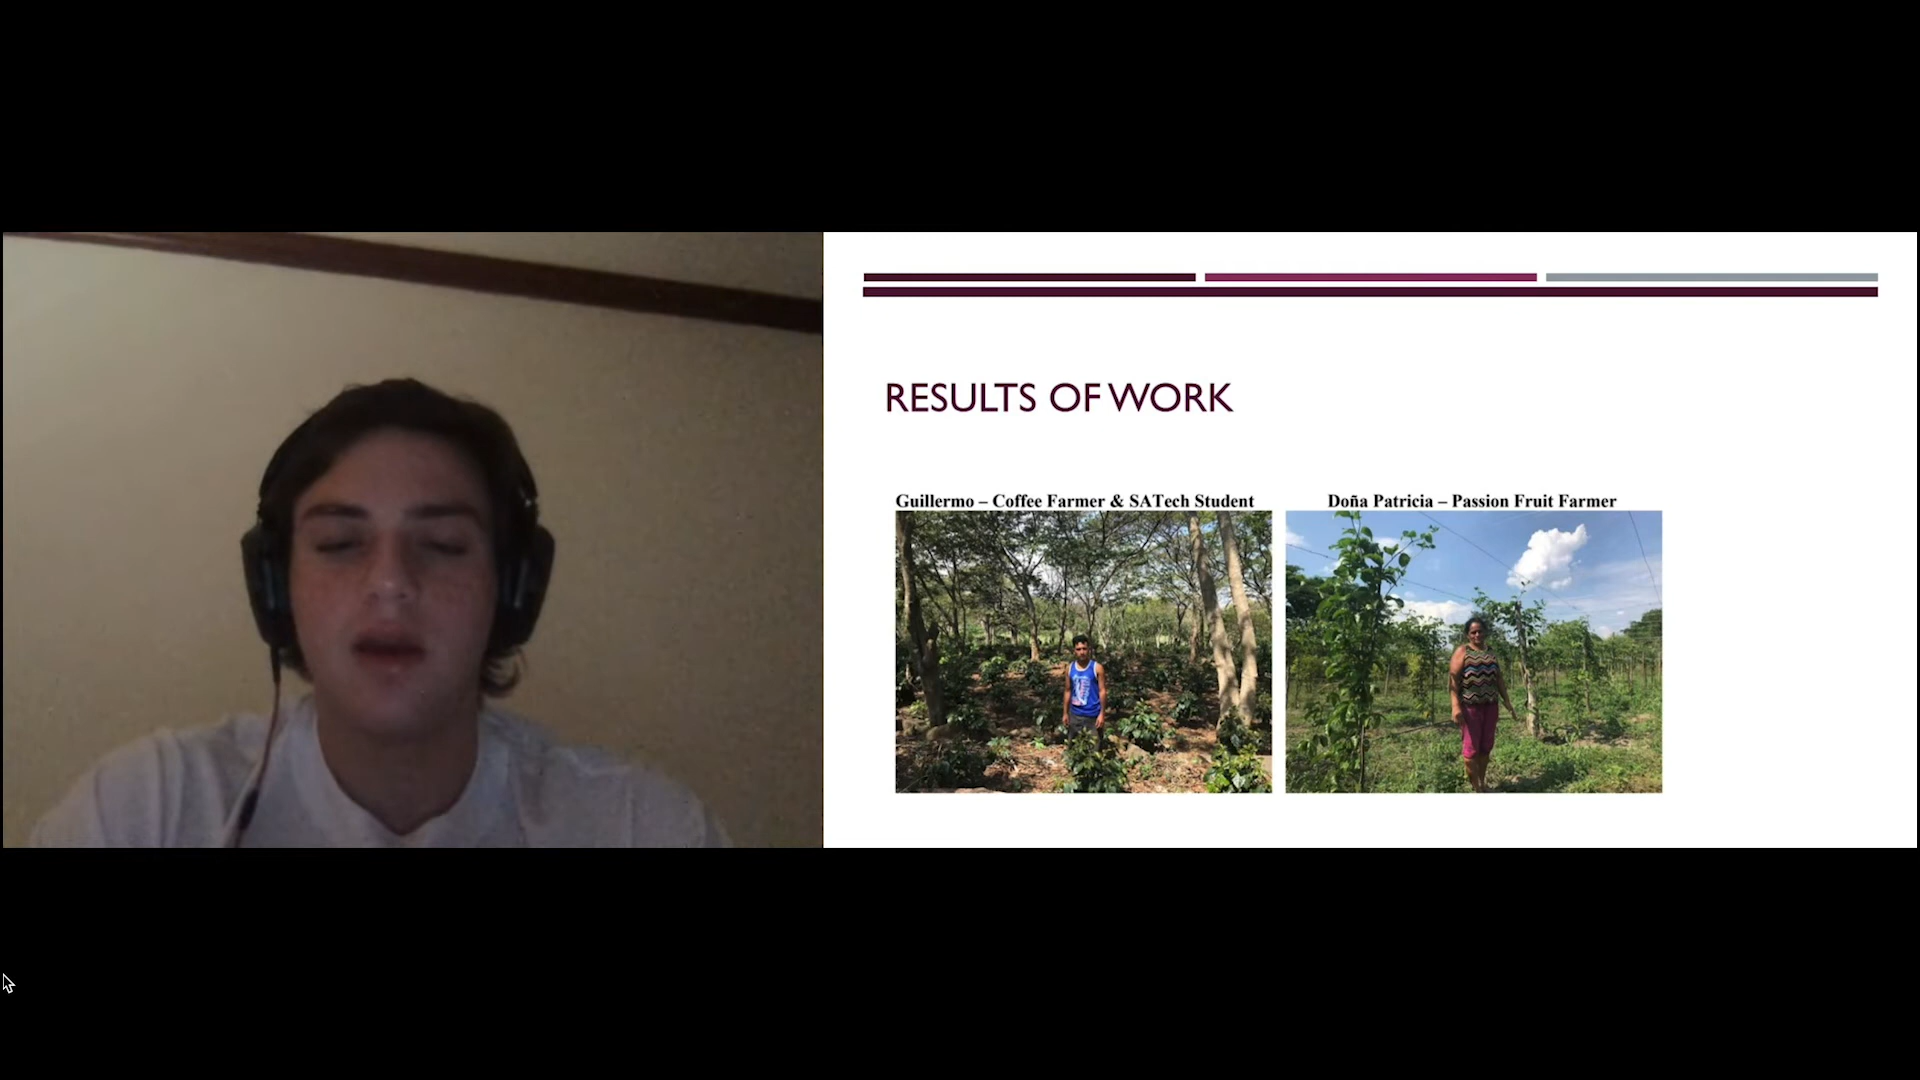 RESULTS OF WORK
Guillermo – Coffee Farmer & SATech Student
Doña Patricia – Passion Fruit Farmer